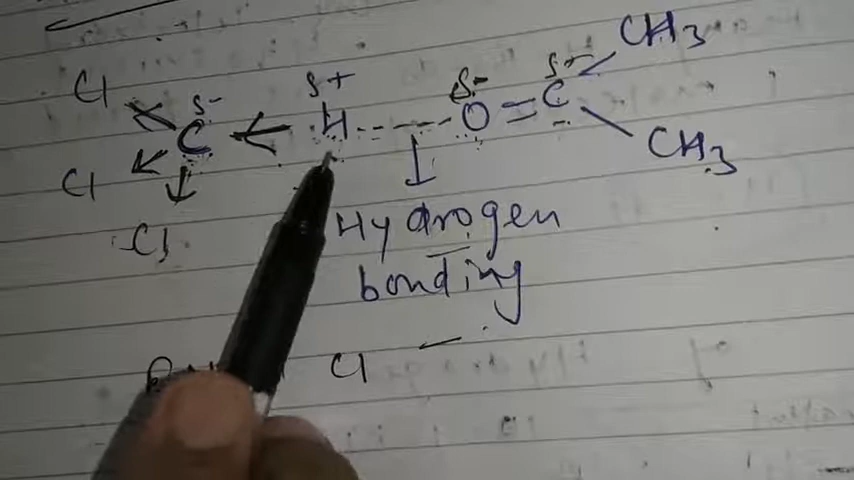 CH3
Cl δ- δ+ δ- δ+
C H O = C
Cl CH3
Cl Hydrogen
bonding
Cl